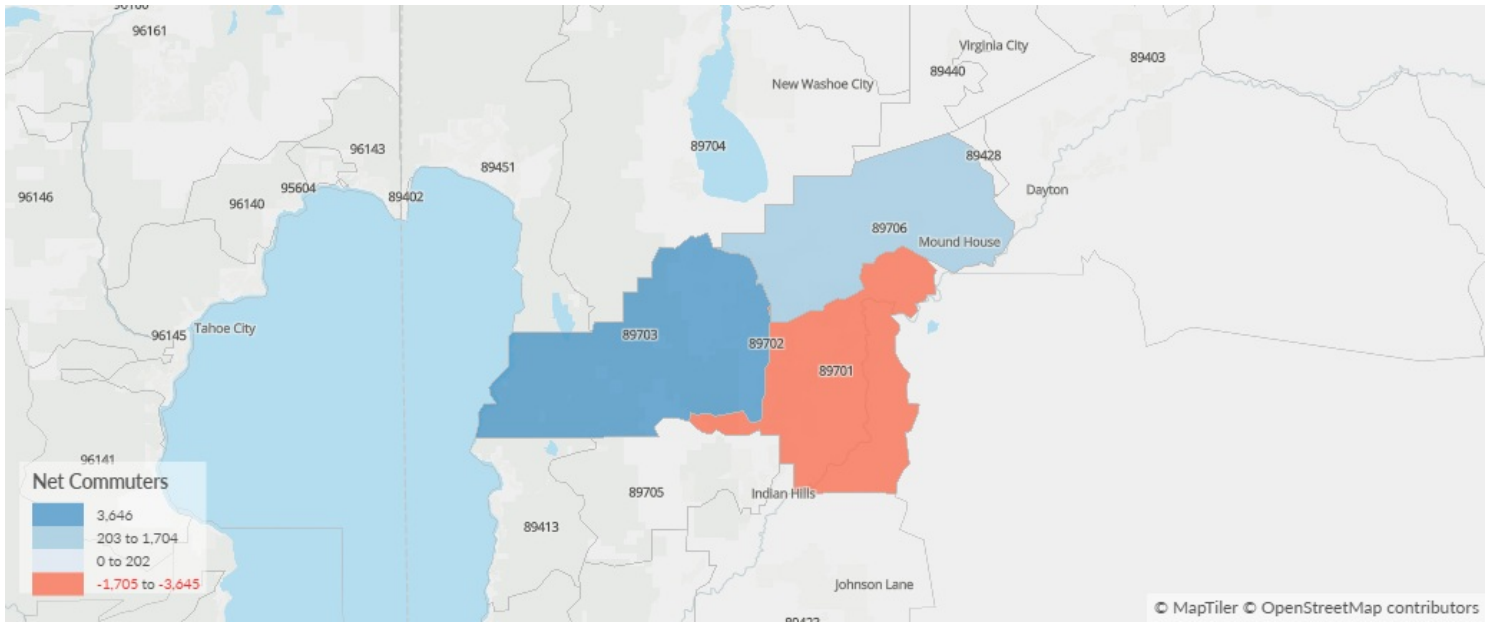 96161
Virginia City
89403
89440
New Washoe City
96143
89704
89428
89451
95604
Dayton
96146
96140
89402
89706
Mound House
Tahoe City
96145
89703
89702
89701
96141
Net Commuters
3,646
203 to 1,704
0 to 202
-1,705 to -3,645
89705
Indian Hills
89413
Johnson Lane
© MapTiler © OpenStreetMap contributors